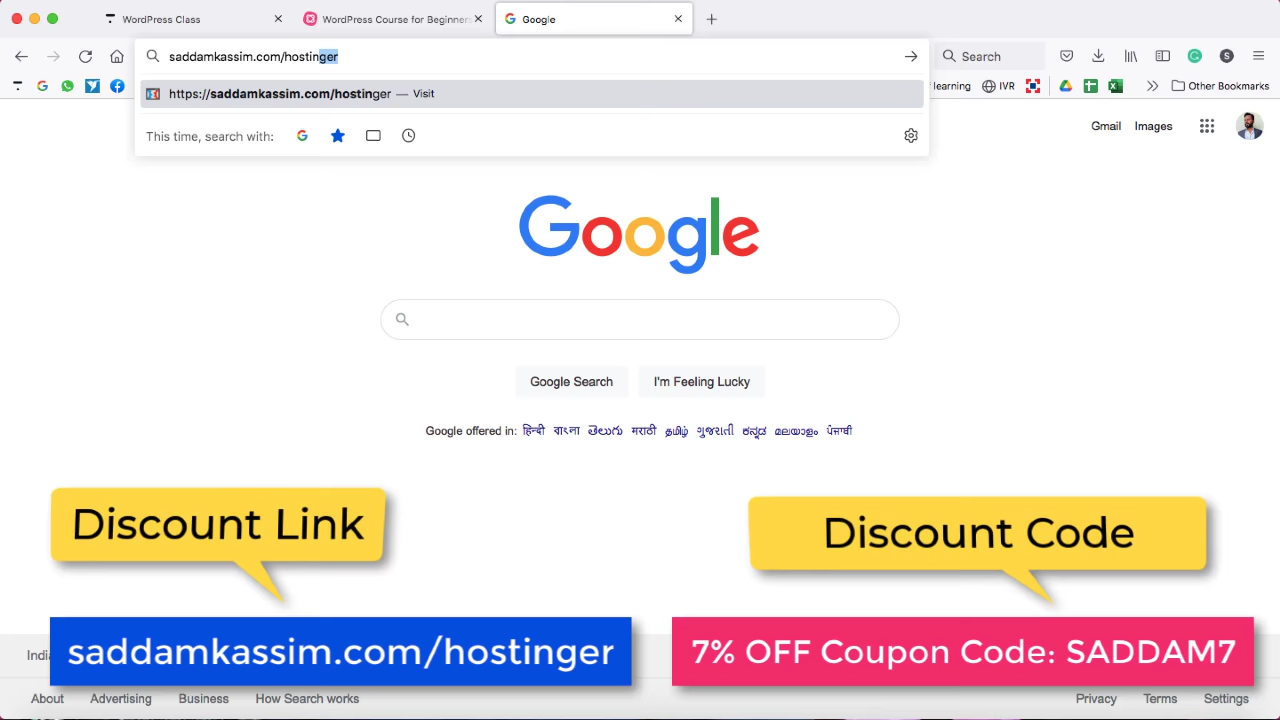 WordPress Class
WordPress Course for Beginners
Google
saddamkassim.com/hostinger
Search
https://saddamkassim.com/hostinger — Visit
learning
IVR
Other Bookmarks
This time, search with:
Gmail
Images
Google
Google Search
I'm Feeling Lucky
Google offered in: हिन्दी বাংলা తెలుగు मराठी தமிழ் ગુજરાતી ಕನ್ನಡ മലയാളം ਪੰਜਾਬੀ
Discount Link
Discount Code
saddamkassim.com/hostinger
7% OFF Coupon Code: SADDAM7
About
Advertising
Business
How Search works
Privacy
Terms
Settings